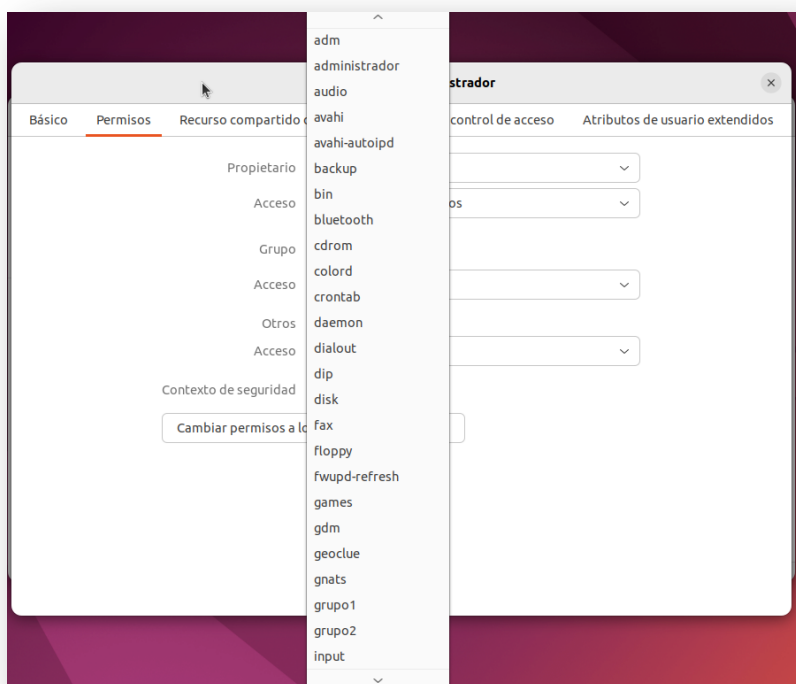 strador
Básico Permisos Recurso compartido control de acceso Atributos de usuario extendidos
Propietario
Acceso os
Grupo
Acceso
Otros
Acceso
Contexto de seguridad
Cambiar permisos a lo
adm
administrador
audio
avahi
avahi-autoipd
backup
bin
bluetooth
cdrom
colord
crontab
daemon
dialout
dip
disk
fax
floppy
fwupd-refresh
games
gdm
geoclue
gnats
grupo1
grupo2
input